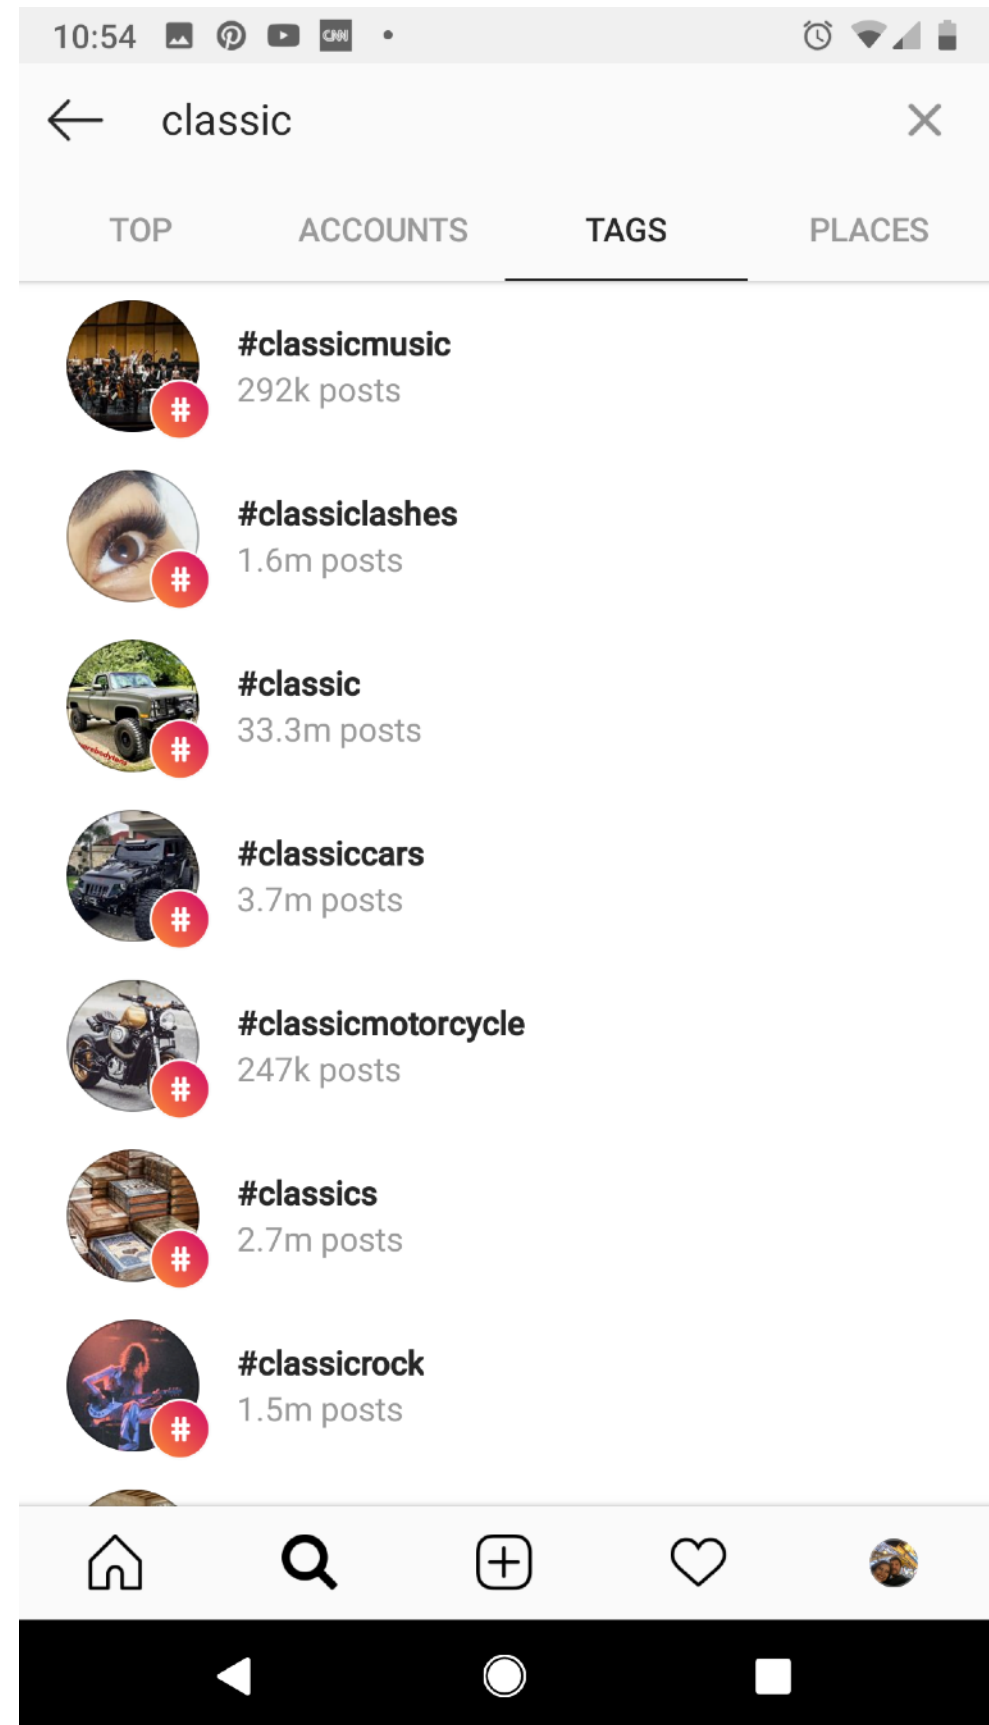 10:54 CNN
classic
TOP ACCOUNTS TAGS PLACES
#classicmusic
292k posts
#classiclashes
1.6m posts
#classic
33.3m posts
#classiccars
3.7m posts
#classicmotorcycle
247k posts
#classics
2.7m posts
#classicrock
1.5m posts